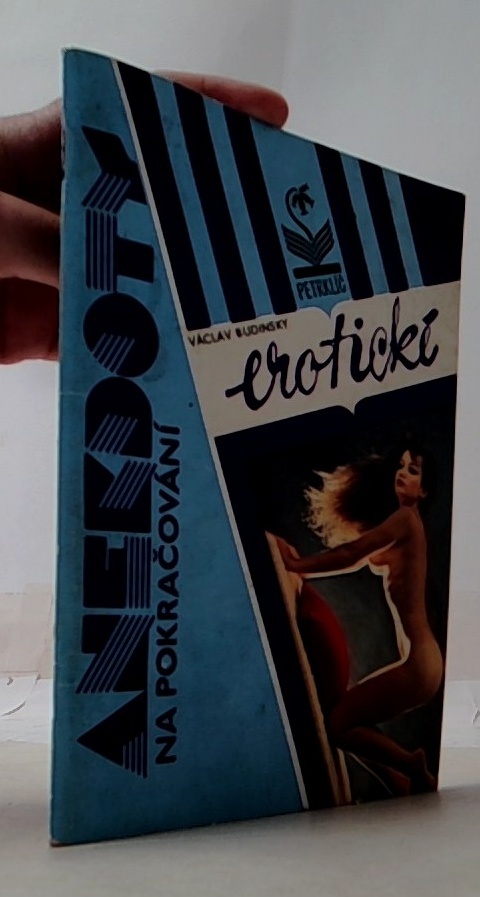 ANEKDOTY
NA POKRAČOVÁNÍ
PETRKLÍČ
VÁCLAV BUDINSKÝ
erotické